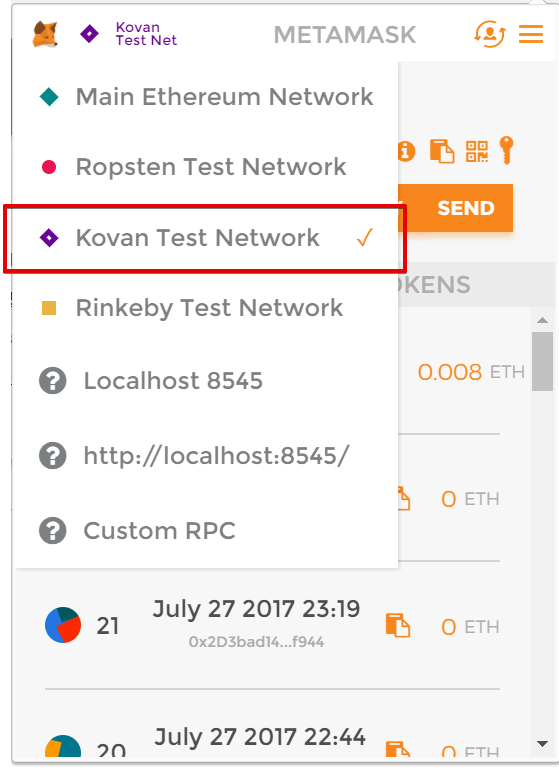 Kovan
Test Net
METAMASK
Main Ethereum Network
Ropsten Test Network
Kovan Test Network
SEND
Rinkeby Test Network
Localhost 8545
0.008 ETH
http://localhost:8545/
0 ETH
Custom RPC
21
July 27 2017 23:19
0x2D3bad14...f944
0 ETH
20
July 27 2017 22:44
0 ETH